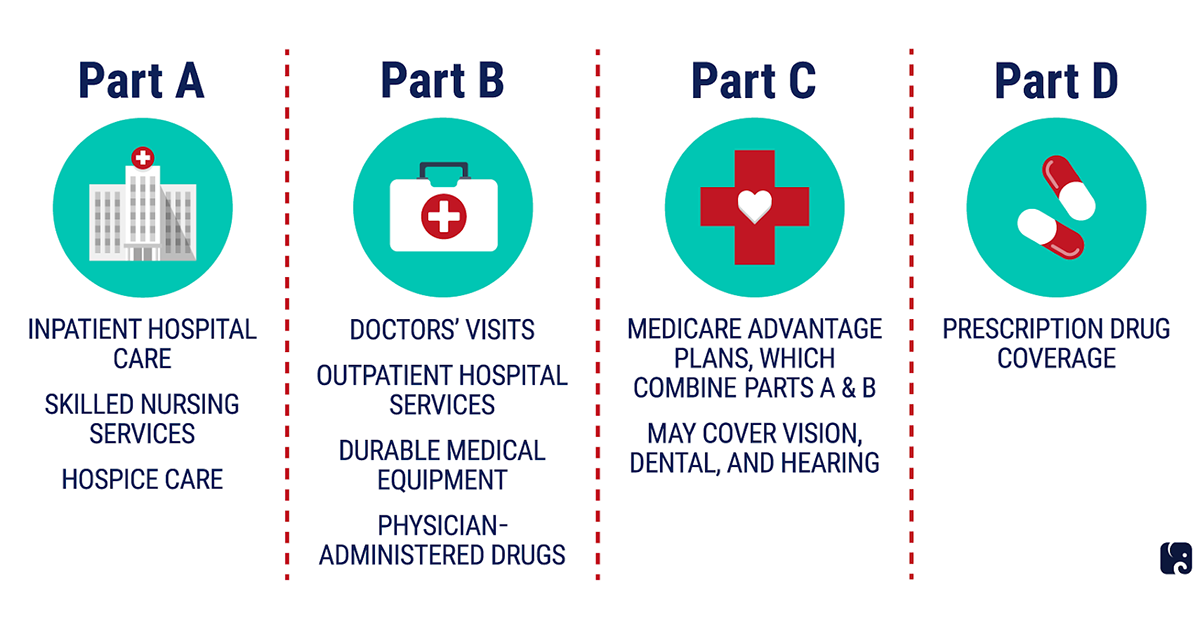 Part A
INPATIENT HOSPITAL
CARE
SKILLED NURSING
SERVICES
HOSPICE CARE
Part B
DOCTORS’ VISITS
OUTPATIENT HOSPITAL
SERVICES
DURABLE MEDICAL
EQUIPMENT
PHYSICIAN-
ADMINISTERED DRUGS
Part C
MEDICARE ADVANTAGE
PLANS, WHICH
COMBINE PARTS A & B
MAY COVER VISION,
DENTAL, AND HEARING
Part D
PRESCRIPTION DRUG
COVERAGE